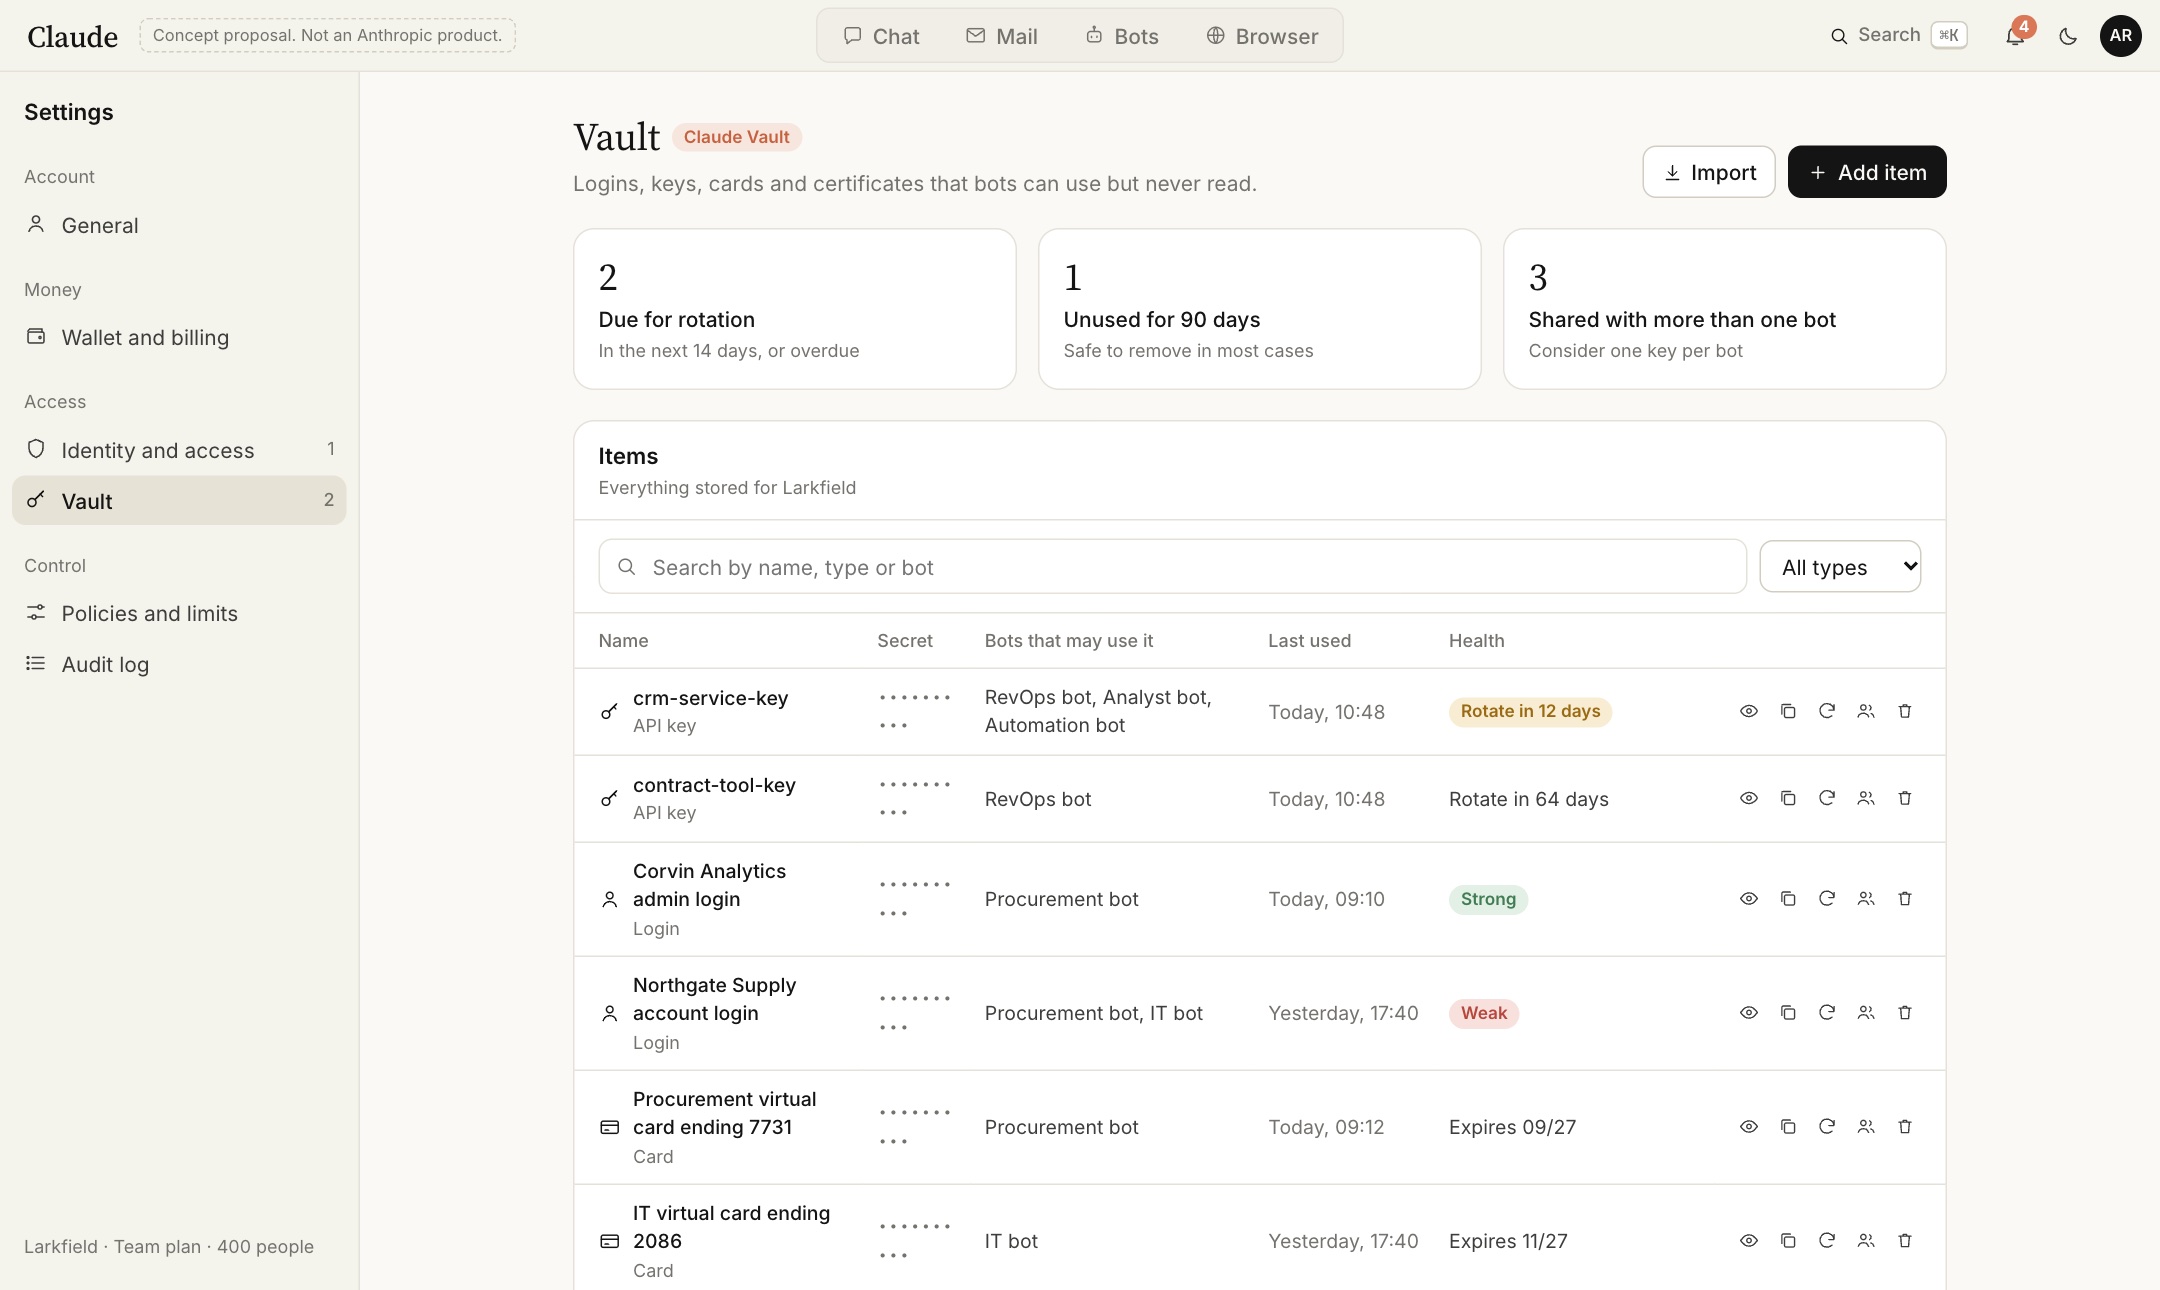 Claude
Concept proposal. Not an Anthropic product.
Chat
Mail
Bots
Browser
Search
⌘K
4
AR
Settings
Account
General
Money
Wallet and billing
Access
Identity and access 1
Vault 2
Control
Policies and limits
Audit log
Larkfield · Team plan · 400 people
Vault
Claude Vault
Logins, keys, cards and certificates that bots can use but never read.
Import
Add item
2
Due for rotation
In the next 14 days, or overdue
1
Unused for 90 days
Safe to remove in most cases
3
Shared with more than one bot
Consider one key per bot
Items
Everything stored for Larkfield
Search by name, type or bot
All types
Name Secret Bots that may use it Last used Health
crm-service-key
API key
•••••••
•••
RevOps bot, Analyst bot,
Automation bot
Today, 10:48
Rotate in 12 days
contract-tool-key
API key
•••••••
•••
RevOps bot
Today, 10:48
Rotate in 64 days
Corvin Analytics
admin login
Login
•••••••
•••
Procurement bot
Today, 09:10
Strong
Northgate Supply
account login
Login
•••••••
•••
Procurement bot, IT bot
Yesterday, 17:40
Weak
Procurement virtual
card ending 7731
Card
•••••••
•••
Procurement bot
Today, 09:12
Expires 09/27
IT virtual card ending
2086
Card
•••••••
•••
IT bot
Yesterday, 17:40
Expires 11/27